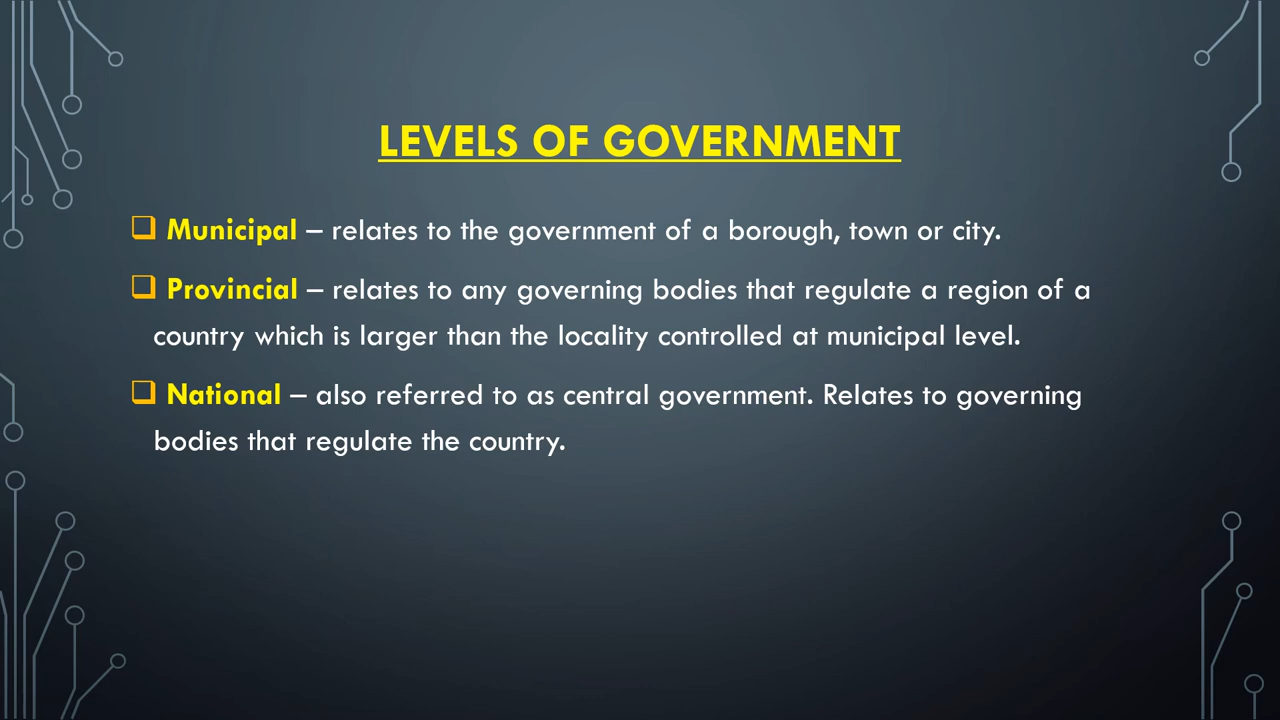 LEVELS OF GOVERNMENT
❑ Municipal – relates to the government of a borough, town or city.
❑ Provincial – relates to any governing bodies that regulate a region of a
country which is larger than the locality controlled at municipal level.
❑ National – also referred to as central government. Relates to governing
bodies that regulate the country.